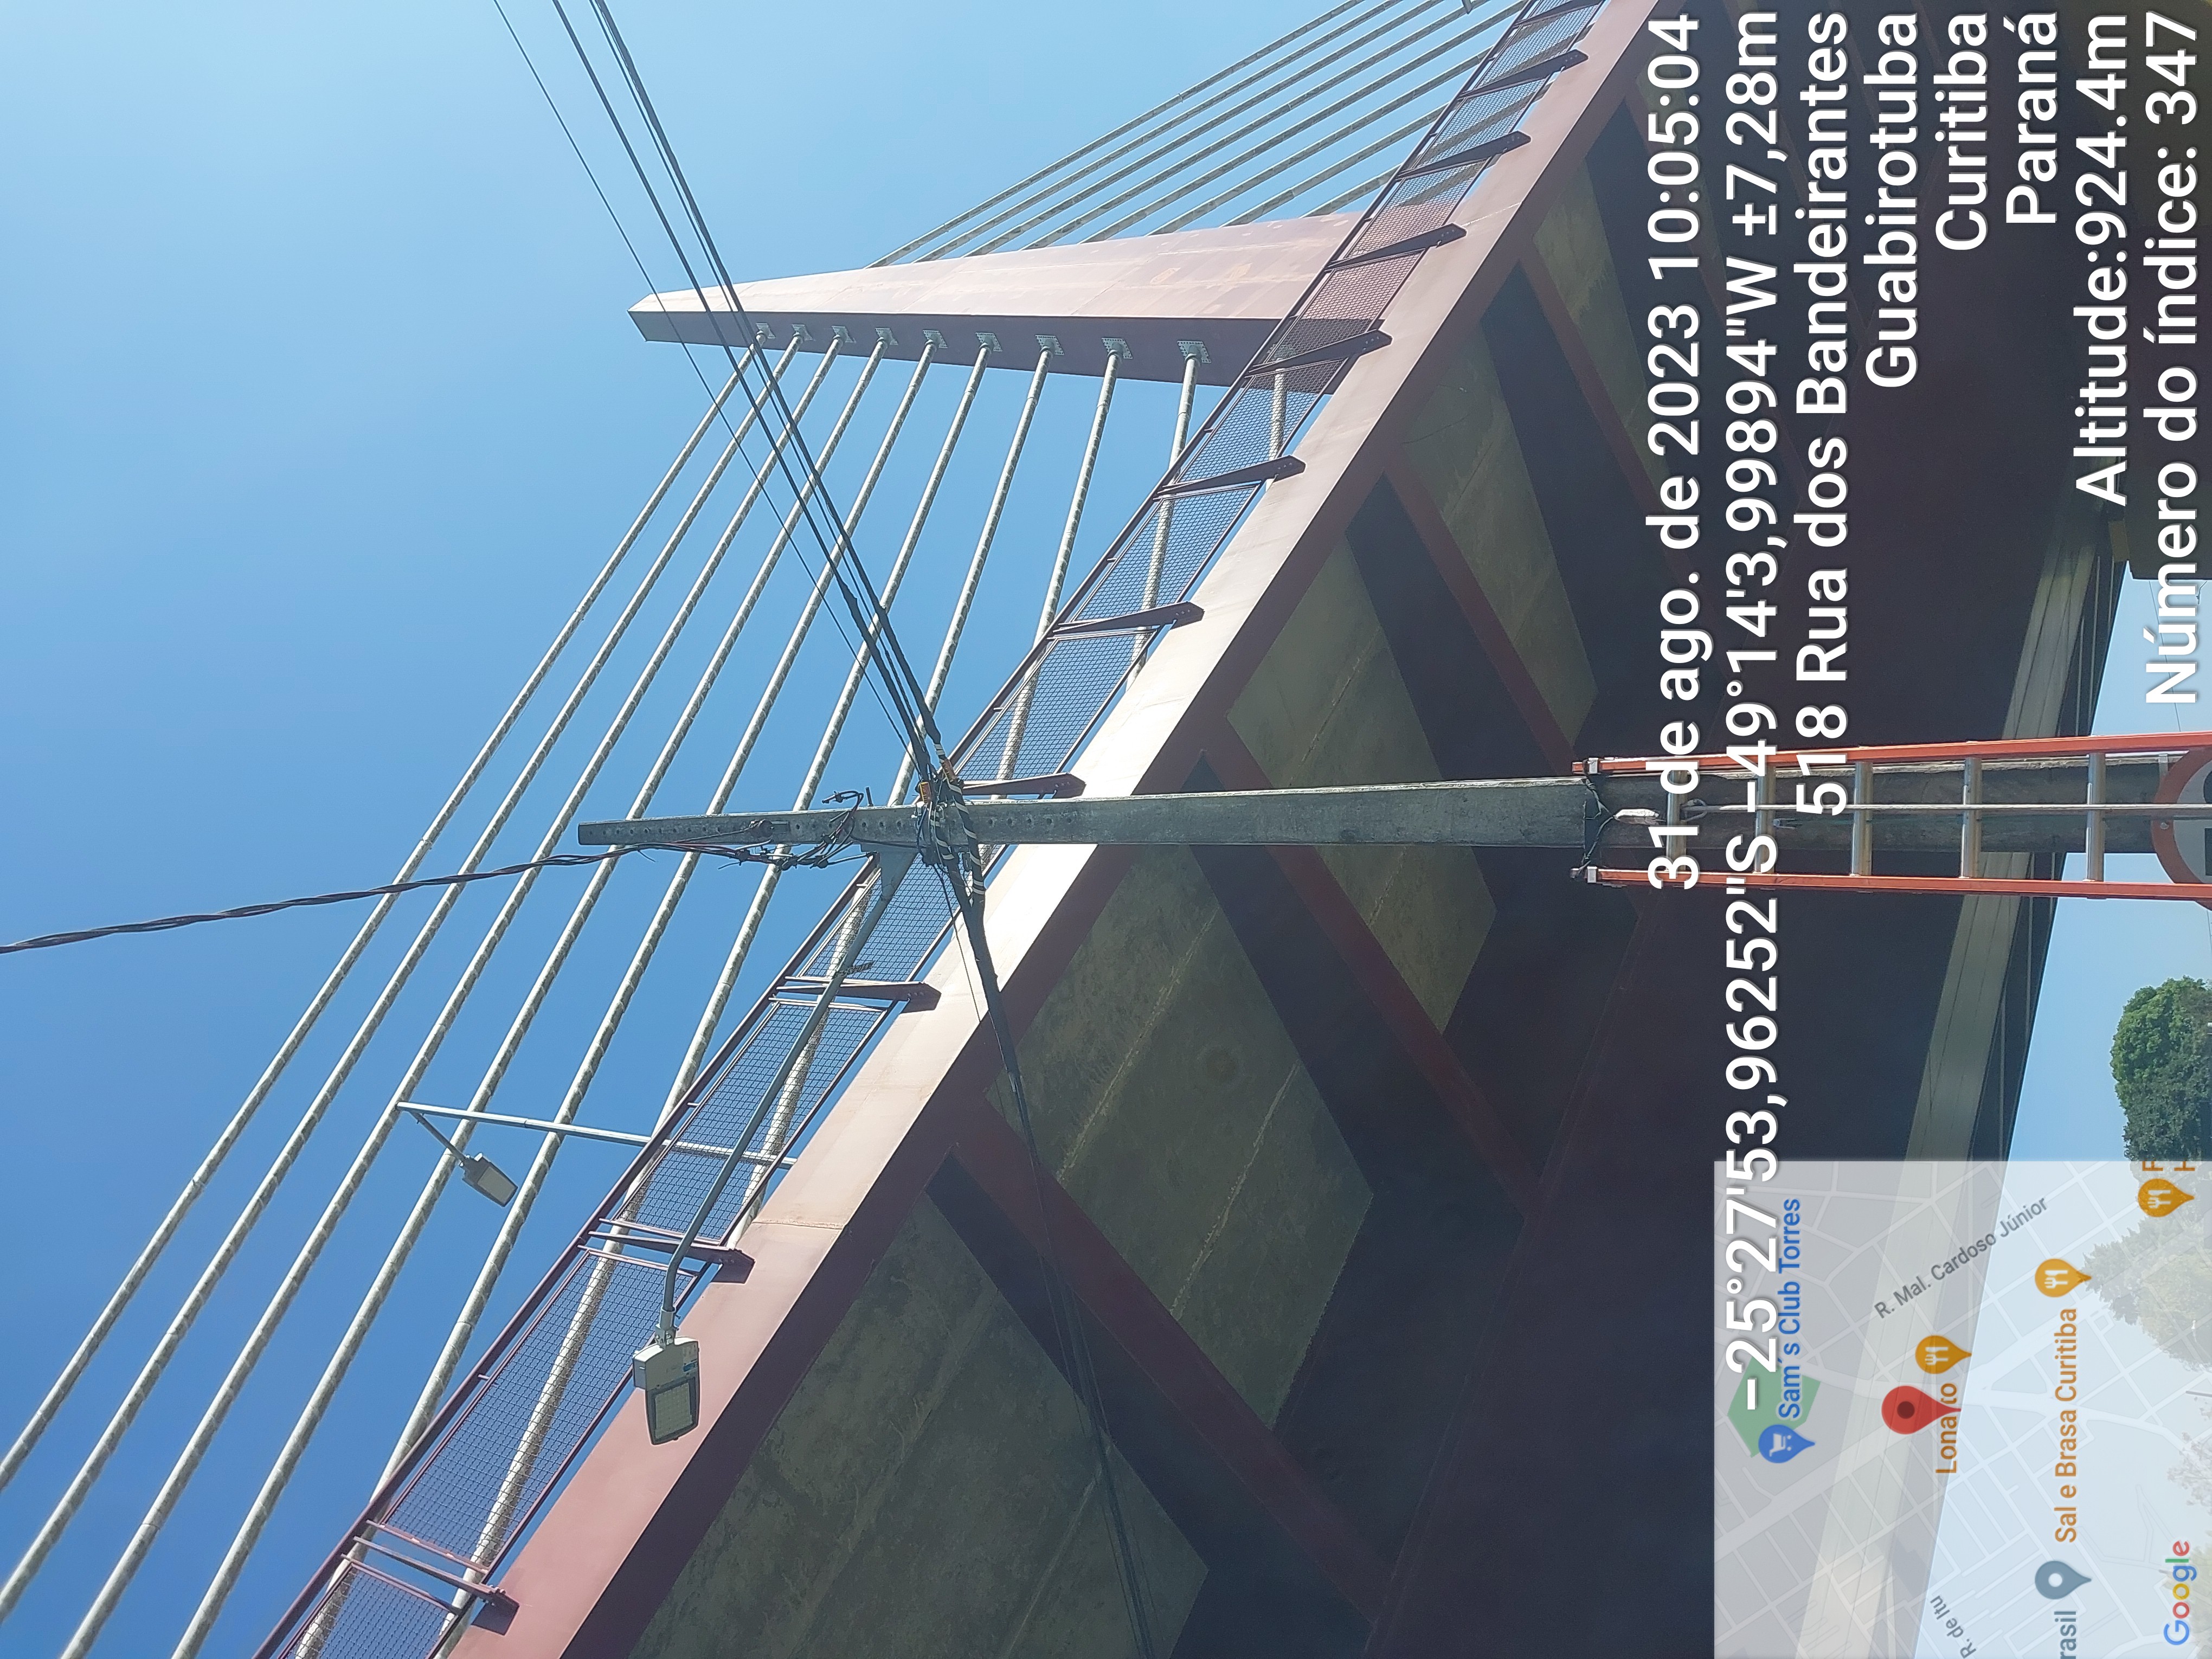 31 de ago. de 2023 10:05:04
-25°27'53,96252"S -49°14'3,99894"W ±7,28m
518 Rua dos Bandeirantes
Guabirotuba
Curitiba
Paraná
Altitude:924.4m
Número do índice: 347
Sam´s Club Torres
R. Mal. Cardoso Júnior
R. de Itu
rasil
Sal e Brasa Curitiba
Google